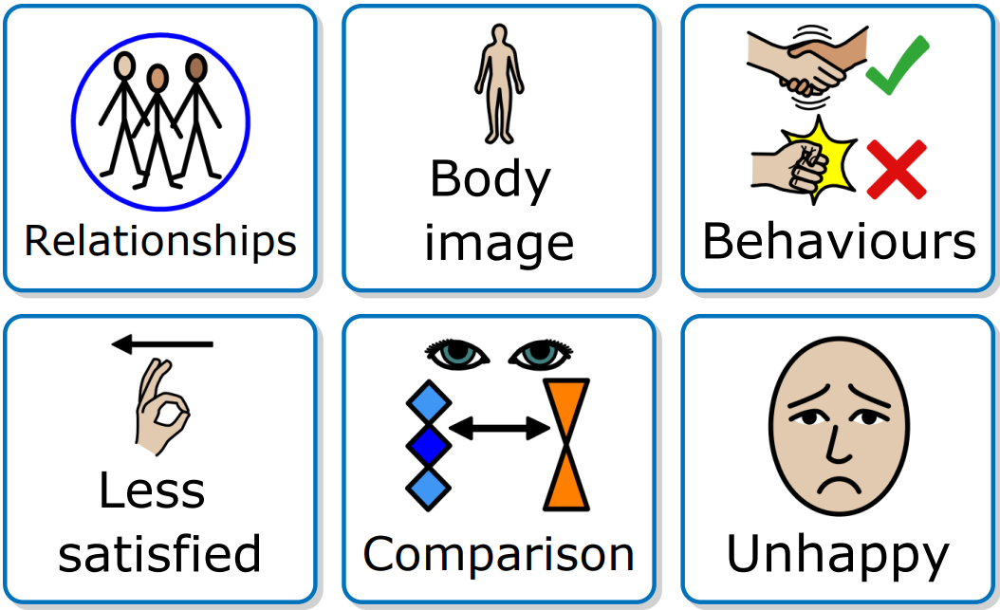 Relationships
Body
image
Behaviours
Less
satisfied
Comparison
Unhappy